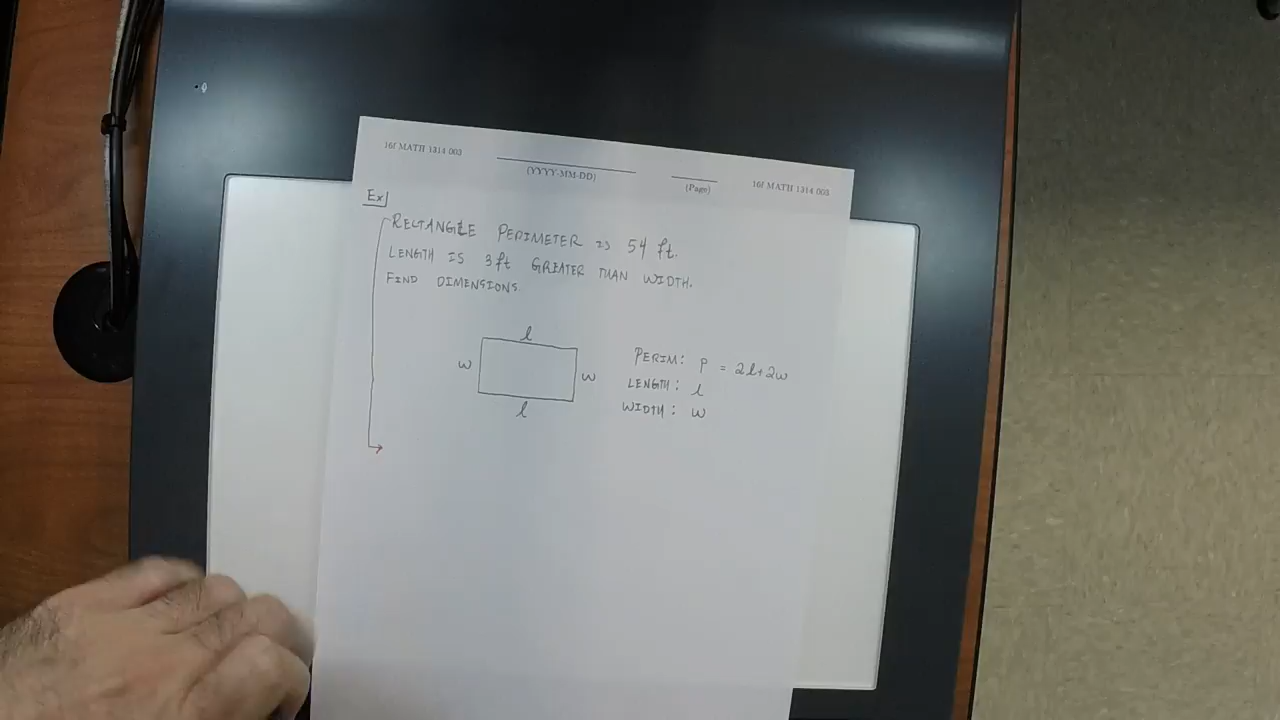 16f MATH 1314 003
(YYYY-MM-DD)
(Page)
16f MATH 1314 003
Ex
RECTANGLE PERIMETER IS 54 ft.
LENGTH IS 3ft GREATER THAN WIDTH.
FIND DIMENSIONS.
l
w
w
l
PERIM: P = 2l+2w
LENGTH: l
WIDTH: w